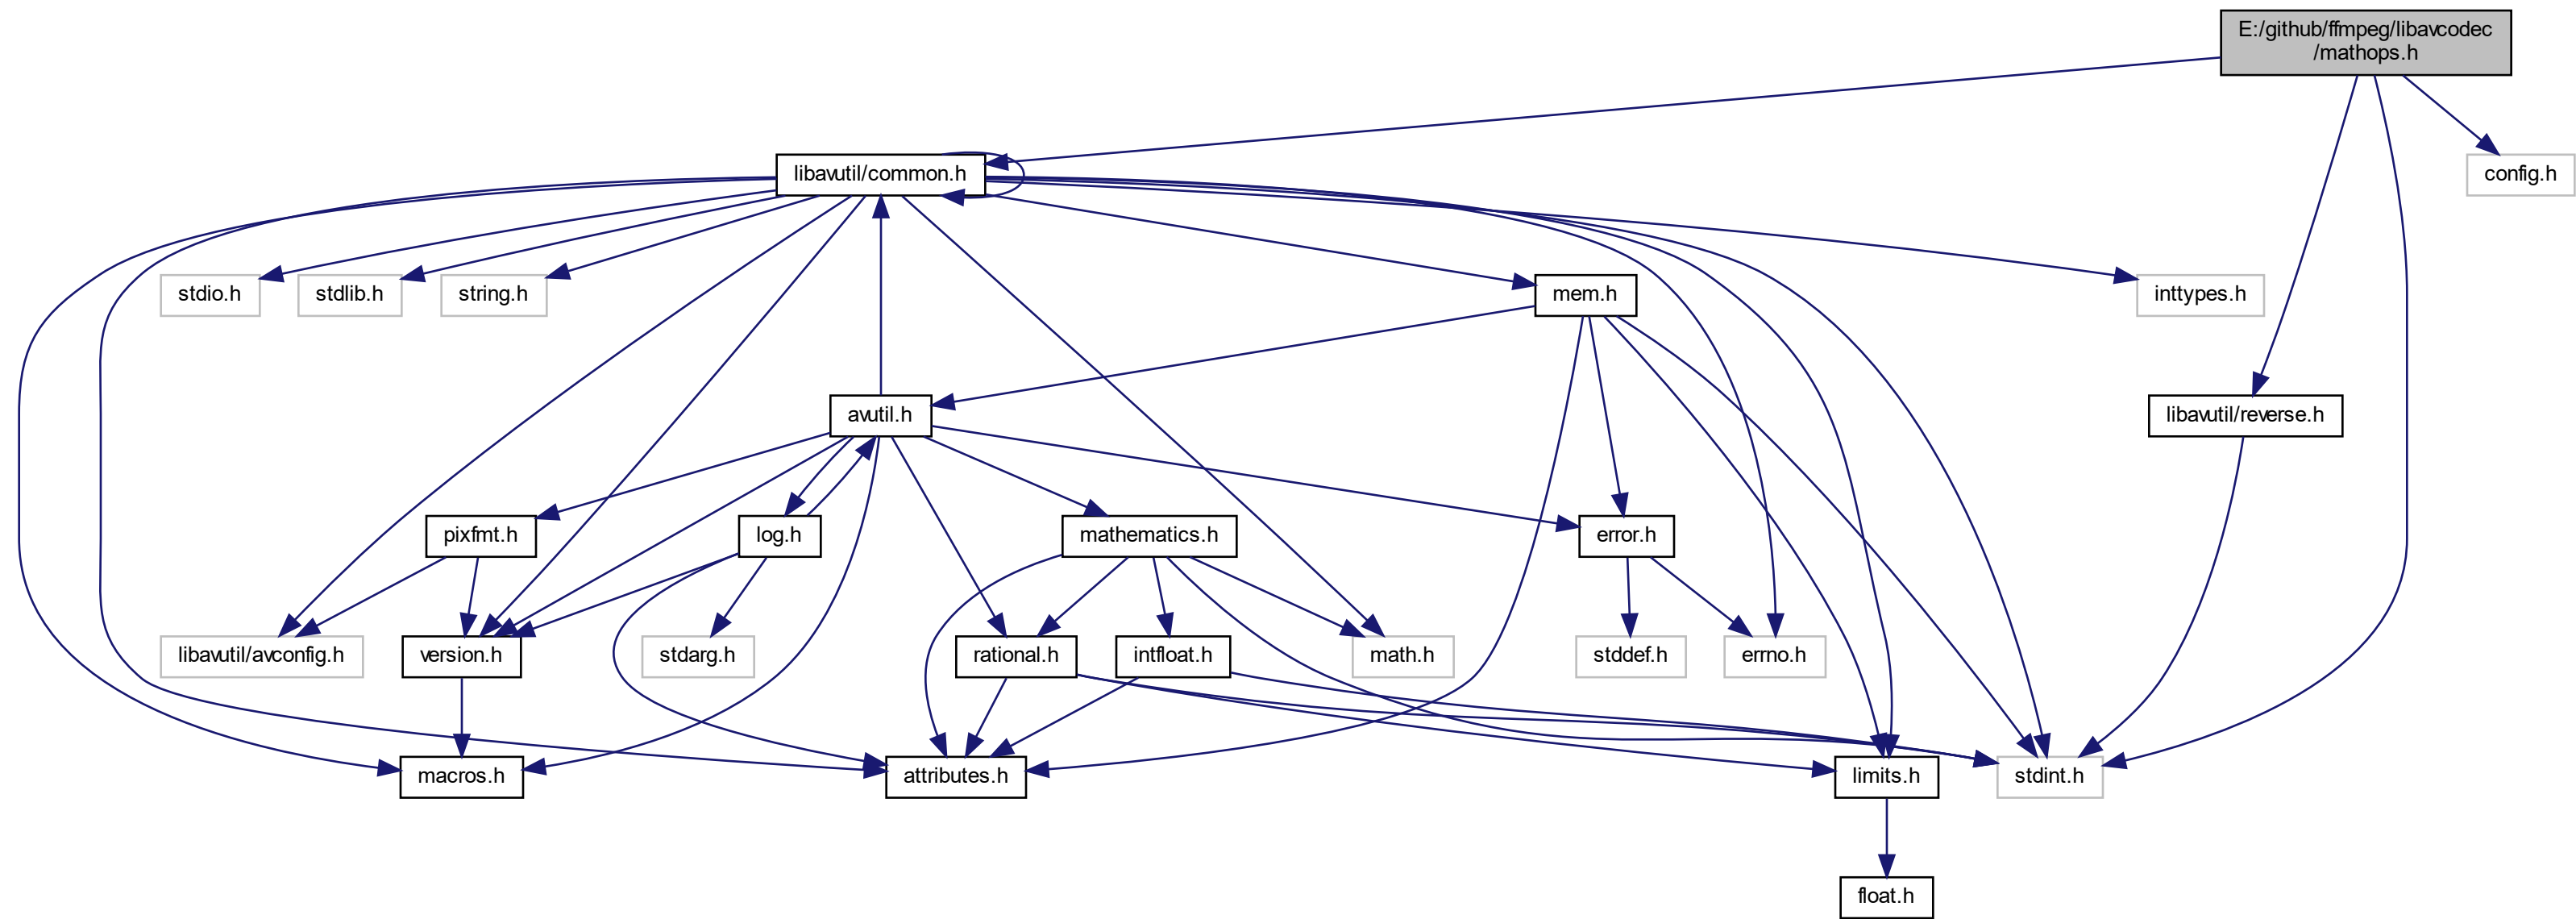 E:/github/ffmpeg/libavcodec
/mathops.h
libavutil/common.h
config.h
stdio.h
stdlib.h
string.h
mem.h
inttypes.h
avutil.h
libavutil/reverse.h
pixfmt.h
log.h
mathematics.h
error.h
libavutil/avconfig.h
version.h
stdarg.h
rational.h
intfloat.h
math.h
stddef.h
errno.h
macros.h
attributes.h
limits.h
stdint.h
float.h